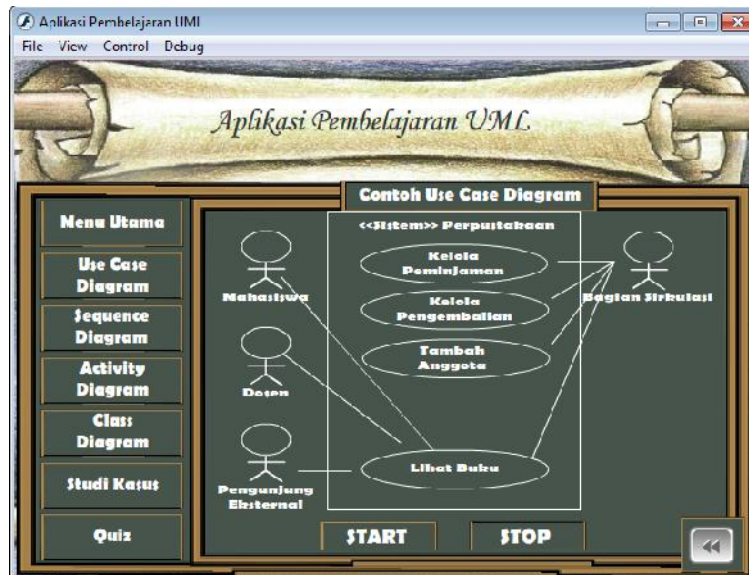 Aplikasi Pembelajaran UML
File View Control Debug
Aplikasi Pembelajaran UML
Contoh Use Case Diagram
Menu Utama
Use Case
Diagram
Sequence
Diagram
Activity
Diagram
Class
Diagram
Studi Kasus
Quiz
<<Sistem>> Perpustakaan
Mahasiswa
Dosen
Pengunjung
Eksternal
Kelola
Peminjaman
Kelola
Pengembalian
Tambah
Anggota
Lihat Buku
Bagian Sirkulasi
START
STOP